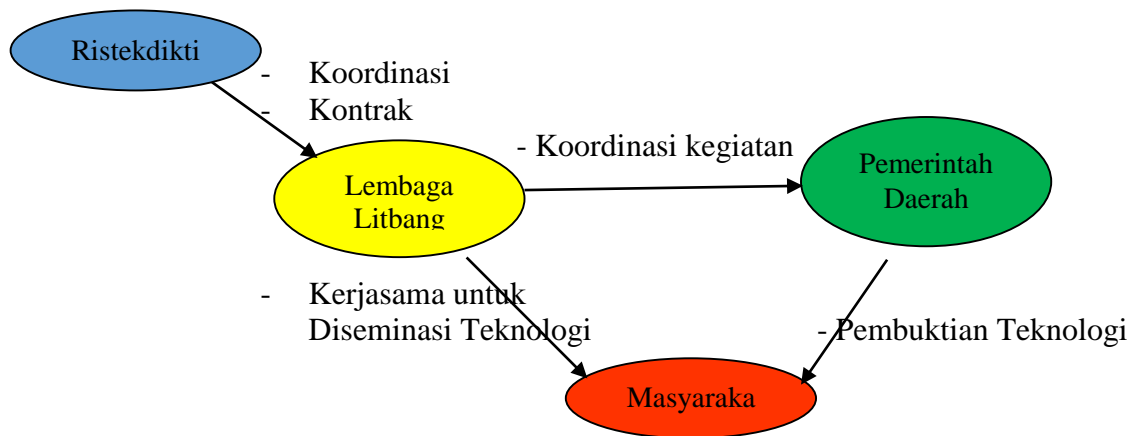 Ristekdikti
- Koordinasi
- Kontrak
- Koordinasi kegiatan
Pemerintah
Daerah
Lembaga
Litbang
- Kerjasama untuk
Diseminasi Teknologi
- Pembuktian Teknologi
Masyaraka